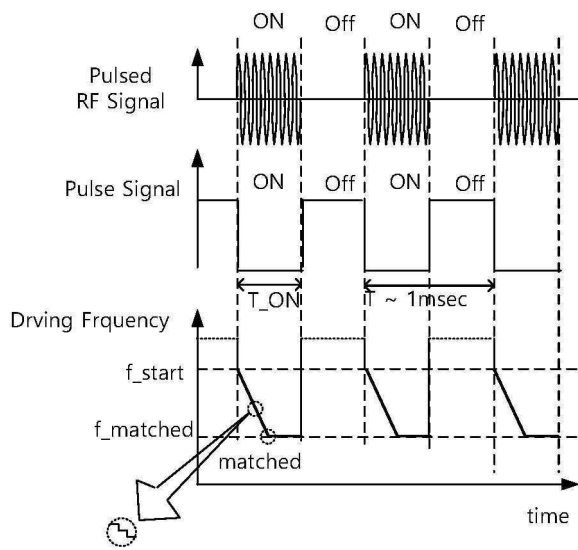 ON Off ON Off
Pulsed
RF Signal
Pulse Signal
ON Off ON Off
T_ON
T ~ 1msec
Drving Frquency
f_start
f_matched
matched
time